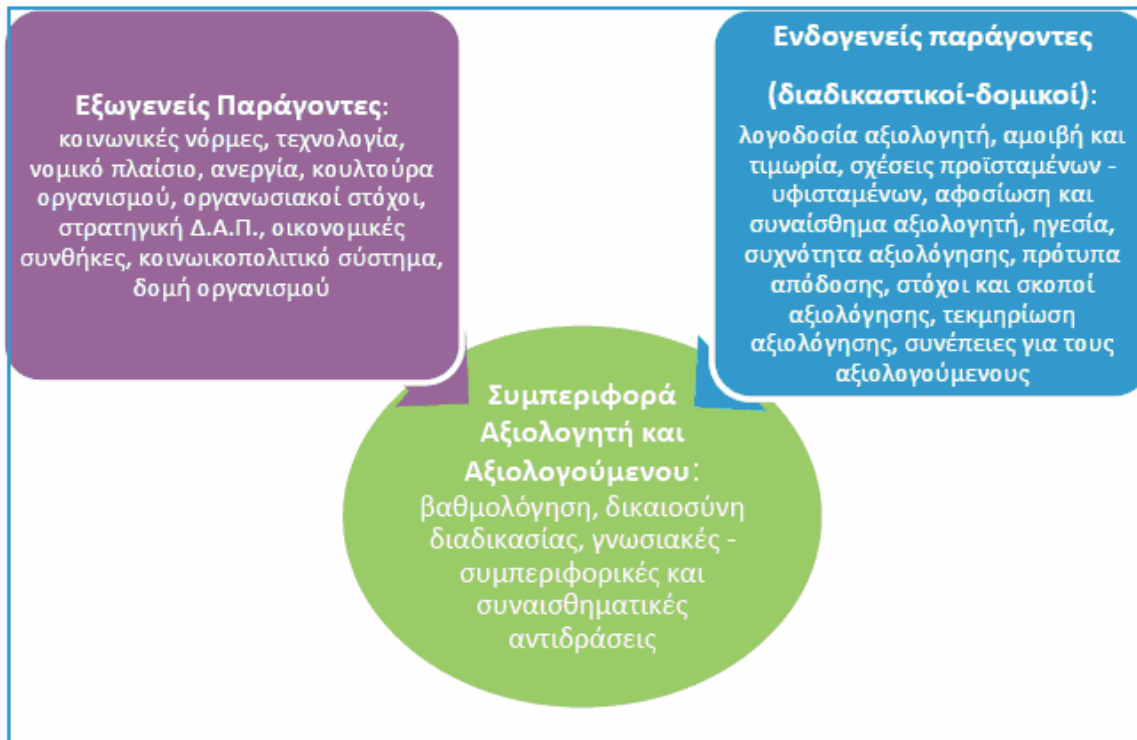 Εξωγενείς Παράγοντες:
κοινωνικές νόρμες, τεχνολογία,
νομικό πλαίσιο, ανεργία, κουλτούρα
οργανισμού, οργανωσιακοί στόχοι,
στρατηγική Δ.Α.Π., οικονομικές
συνθήκες, κοινωικοπολιτικό σύστημα,
δομή οργανισμού
Ενδογενείς παράγοντες
(διαδικαστικοί-δομικοί):
λογοδοσία αξιολογητή, αμοιβή και
τιμωρία, σχέσεις προϊσταμένων -
υφισταμένων, αφοσίωση και
συναίσθημα αξιολογητή, ηγεσία,
συχνότητα αξιολόγησης, πρότυπα
απόδοσης, στόχοι και σκοποί
αξιολόγησης, τεκμηρίωση
αξιολόγησης, συνέπειες για τους
αξιολογούμενους
Συμπεριφορά
Αξιολογητή και
Αξιολογούμενου:
βαθμολόγηση, δικαιοσύνη
διαδικασίας, γνωσιακές -
συμπεριφορικές και
συναισθηματικές
αντιδράσεις